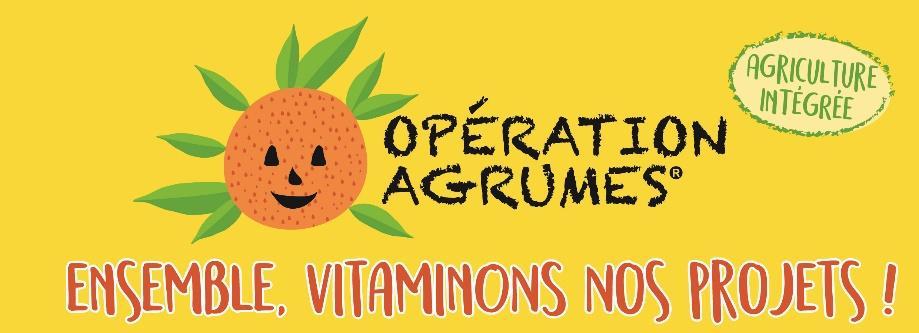 AGRICULTURE
INTÉGRÉE
OPÉRATION
AGRUMES®
ENSEMBLE, VITAMINONS NOS PROJETS !